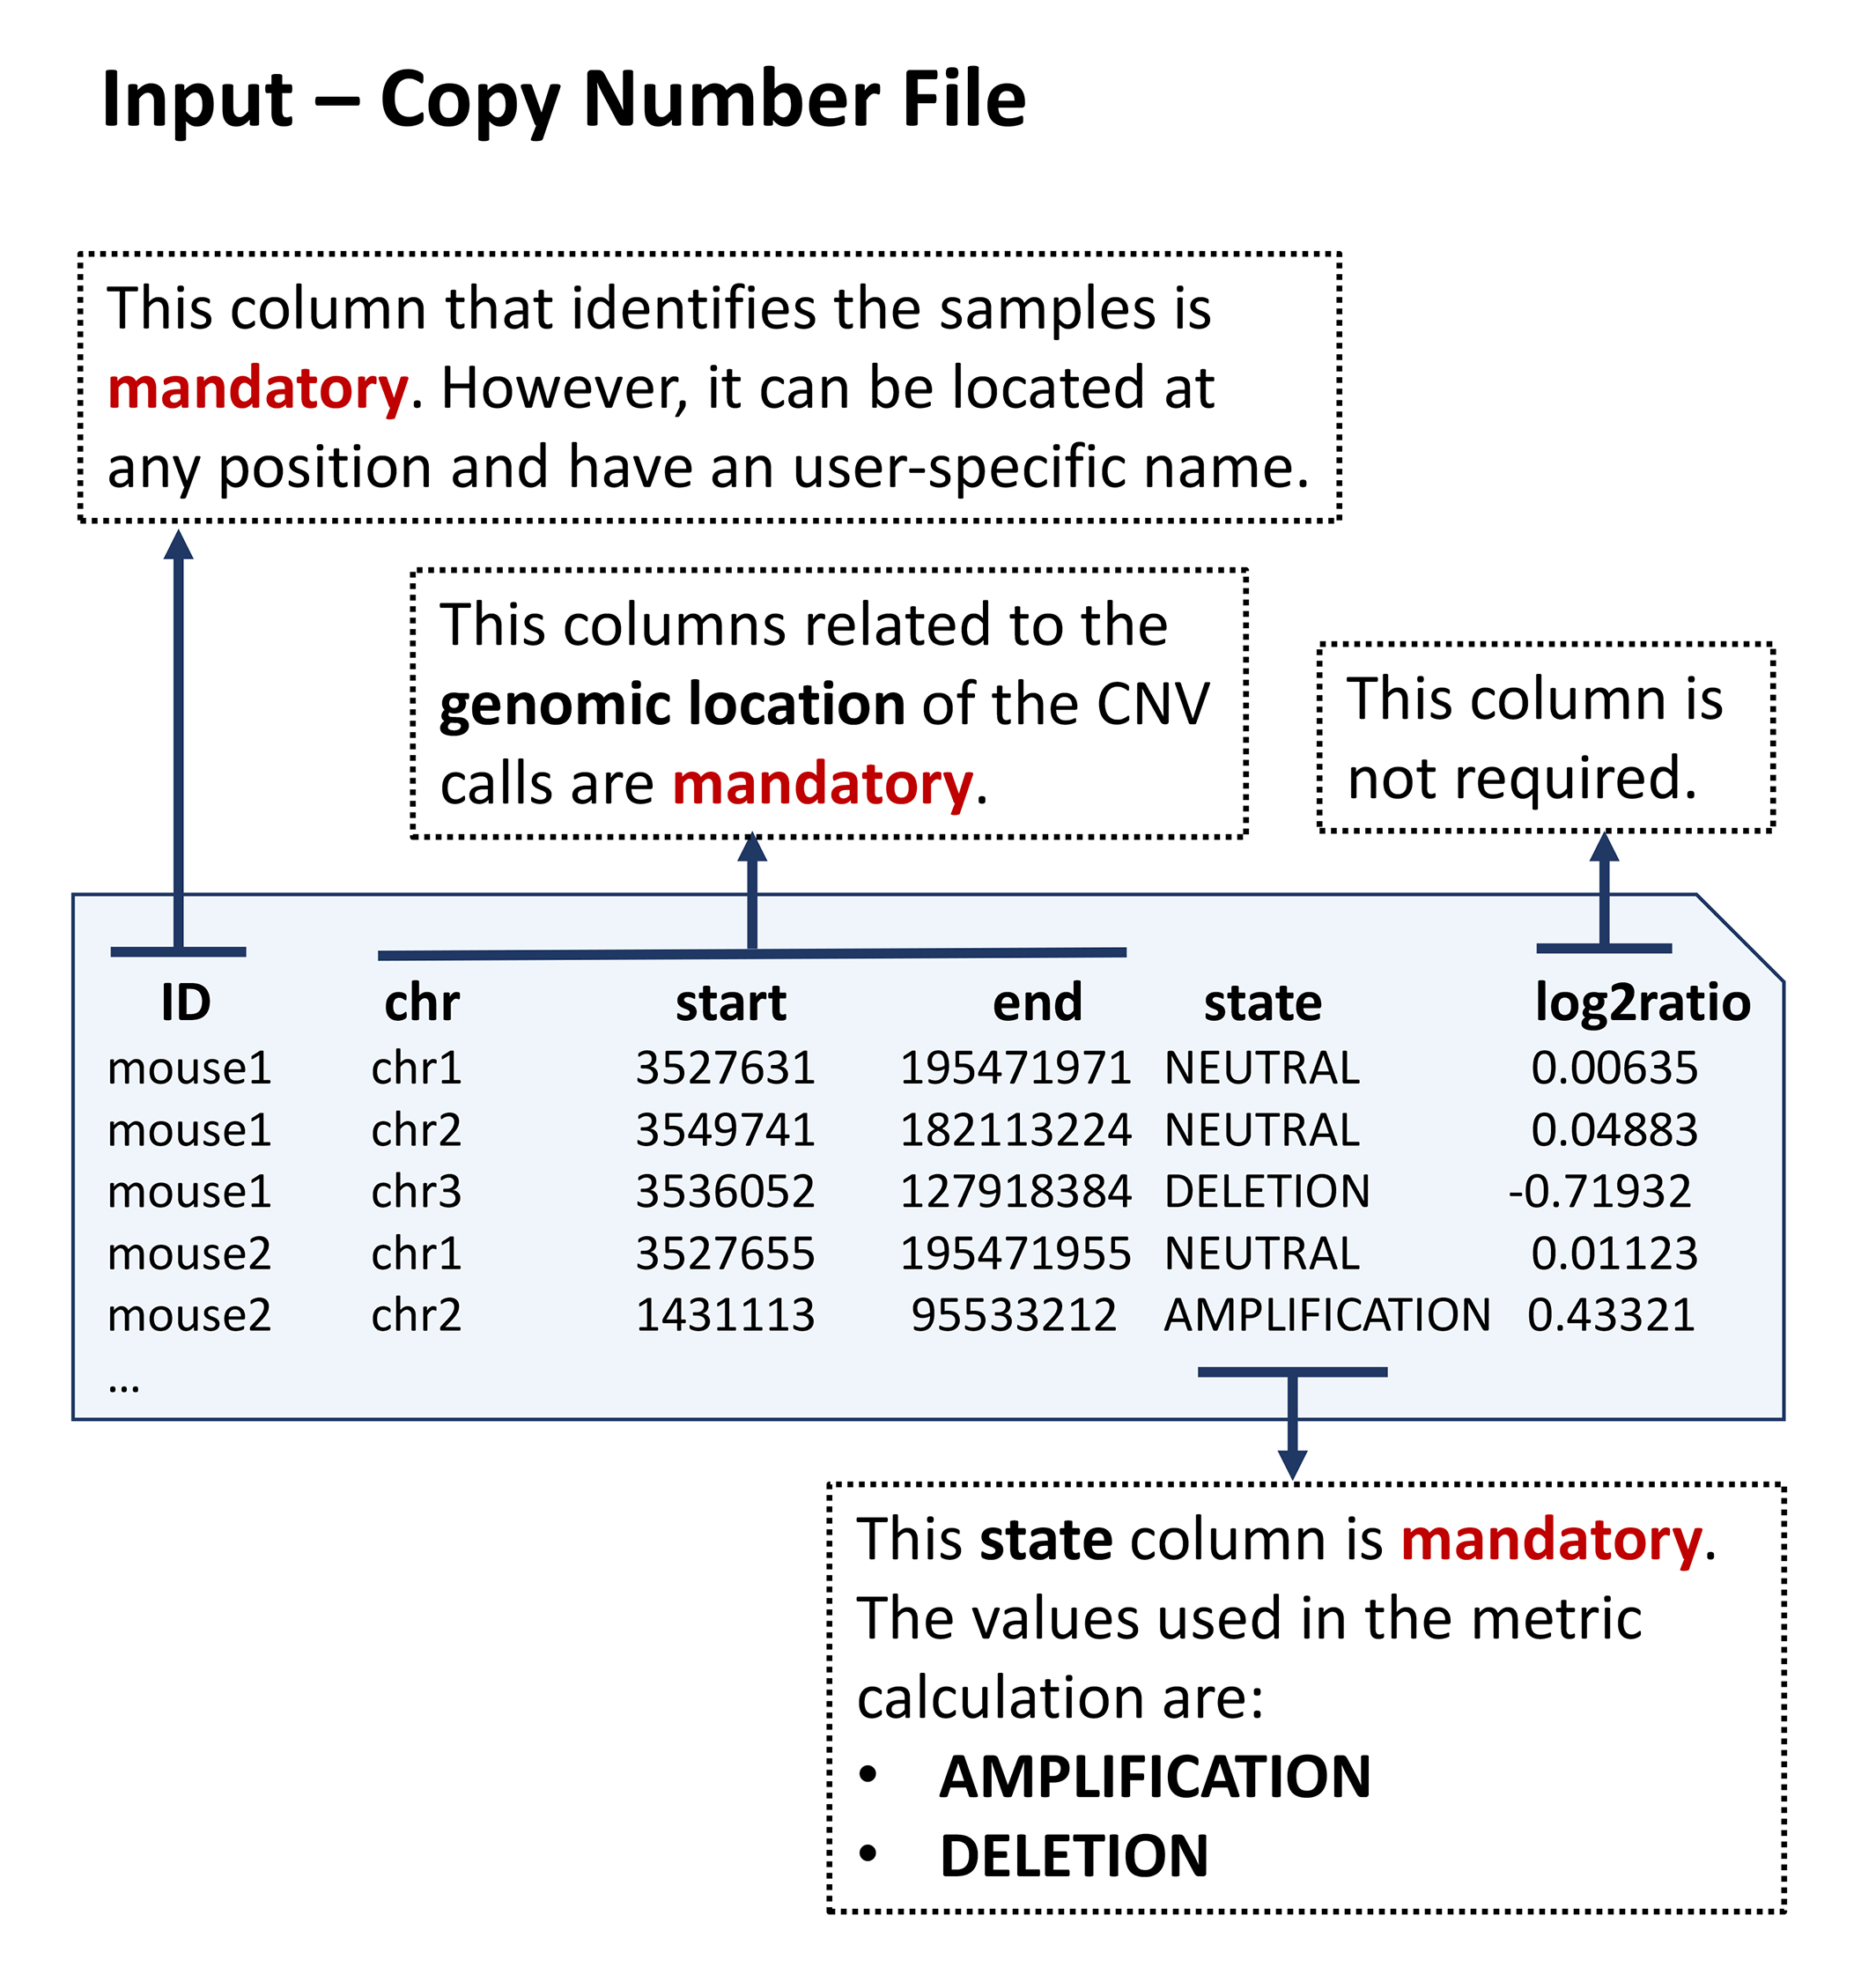 Input – Copy Number File
This column that identifies the samples is
mandatory. However, it can be located at
any position and have an user-specific name.
This columns related to the
genomic location of the CNV
calls are mandatory.
This column is
not required.
ID chr start end state log2ratio
mouse1 chr1 3527631 195471971 NEUTRAL 0.00635
mouse1 chr2 3549741 182113224 NEUTRAL 0.04883
mouse1 chr3 3536052 127918384 DELETION -0.71932
mouse2 chr1 3527655 195471955 NEUTRAL 0.01123
mouse2 chr2 1431113 95533212 AMPLIFICATION 0.43321
...
This state column is mandatory.
The values used in the metric
calculation are:
• AMPLIFICATION
• DELETION